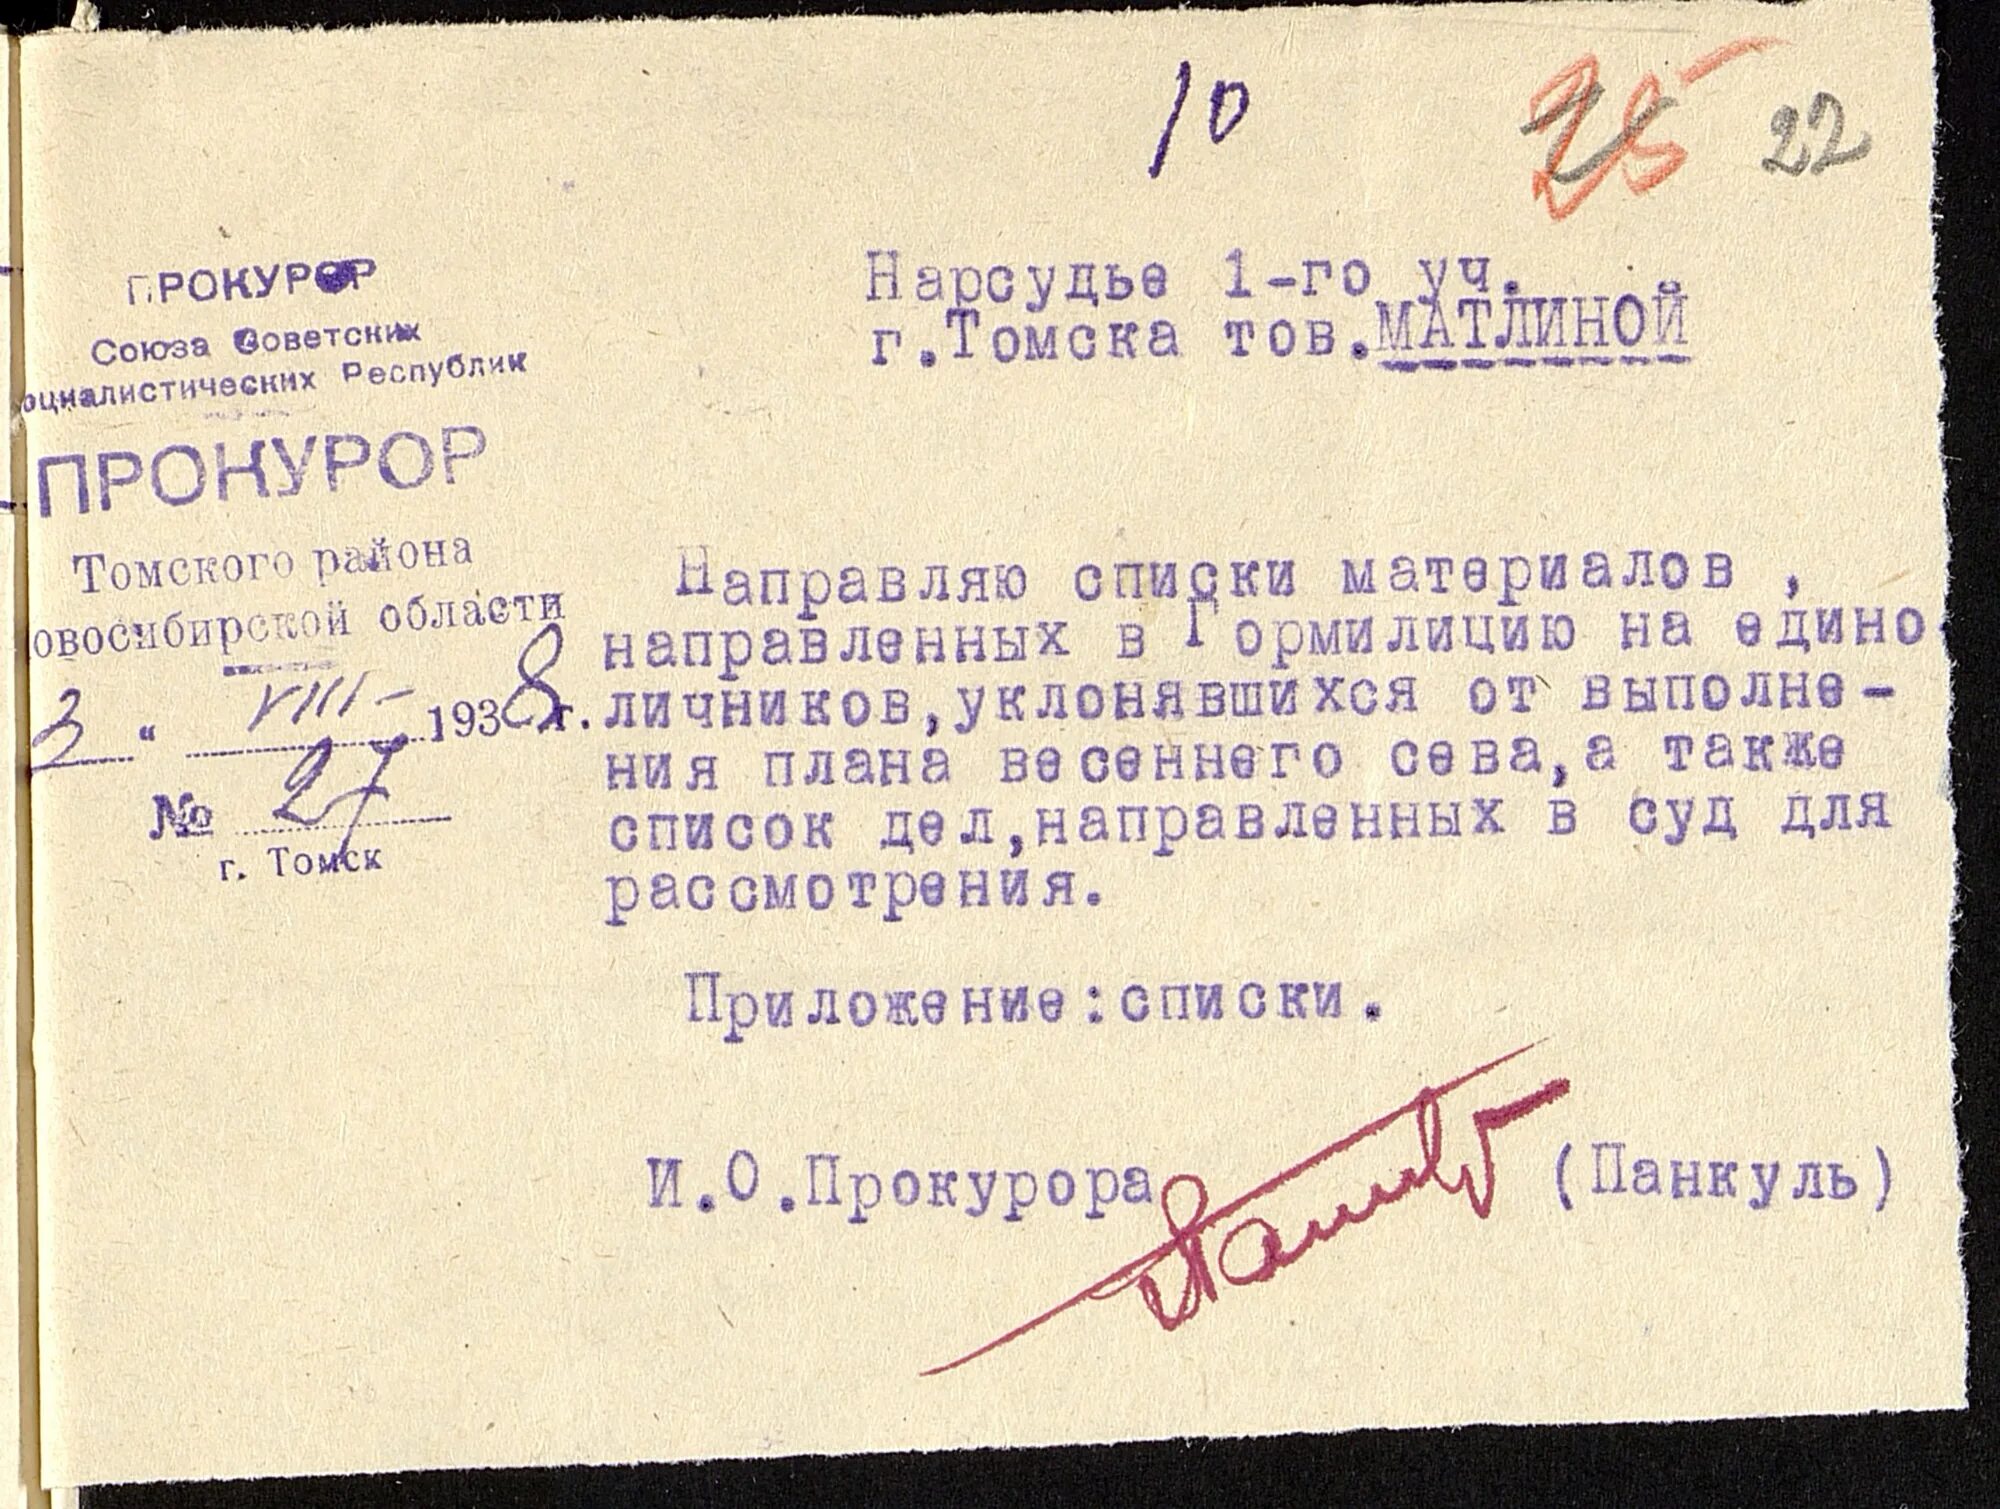 10
25 22
ПРОКУРОР
Союза Советских
оциалистических Республик
ПРОКУРОР
Томского района
овосибирской области
3 " VIII- 1938 г.
№ 27
г. Томск
Нарсудье 1-го уч.
г.Томска тов.МАТЛИНОЙ
Направляю списки материалов ,
направленных в Гормилицию на едино
личников,уклонявшихся от выполне-
ния плана весеннего сева,а также
список дел,направленных в суд для
рассмотрения.
Приложение:списки.
И.О.Прокурора (Панкуль)